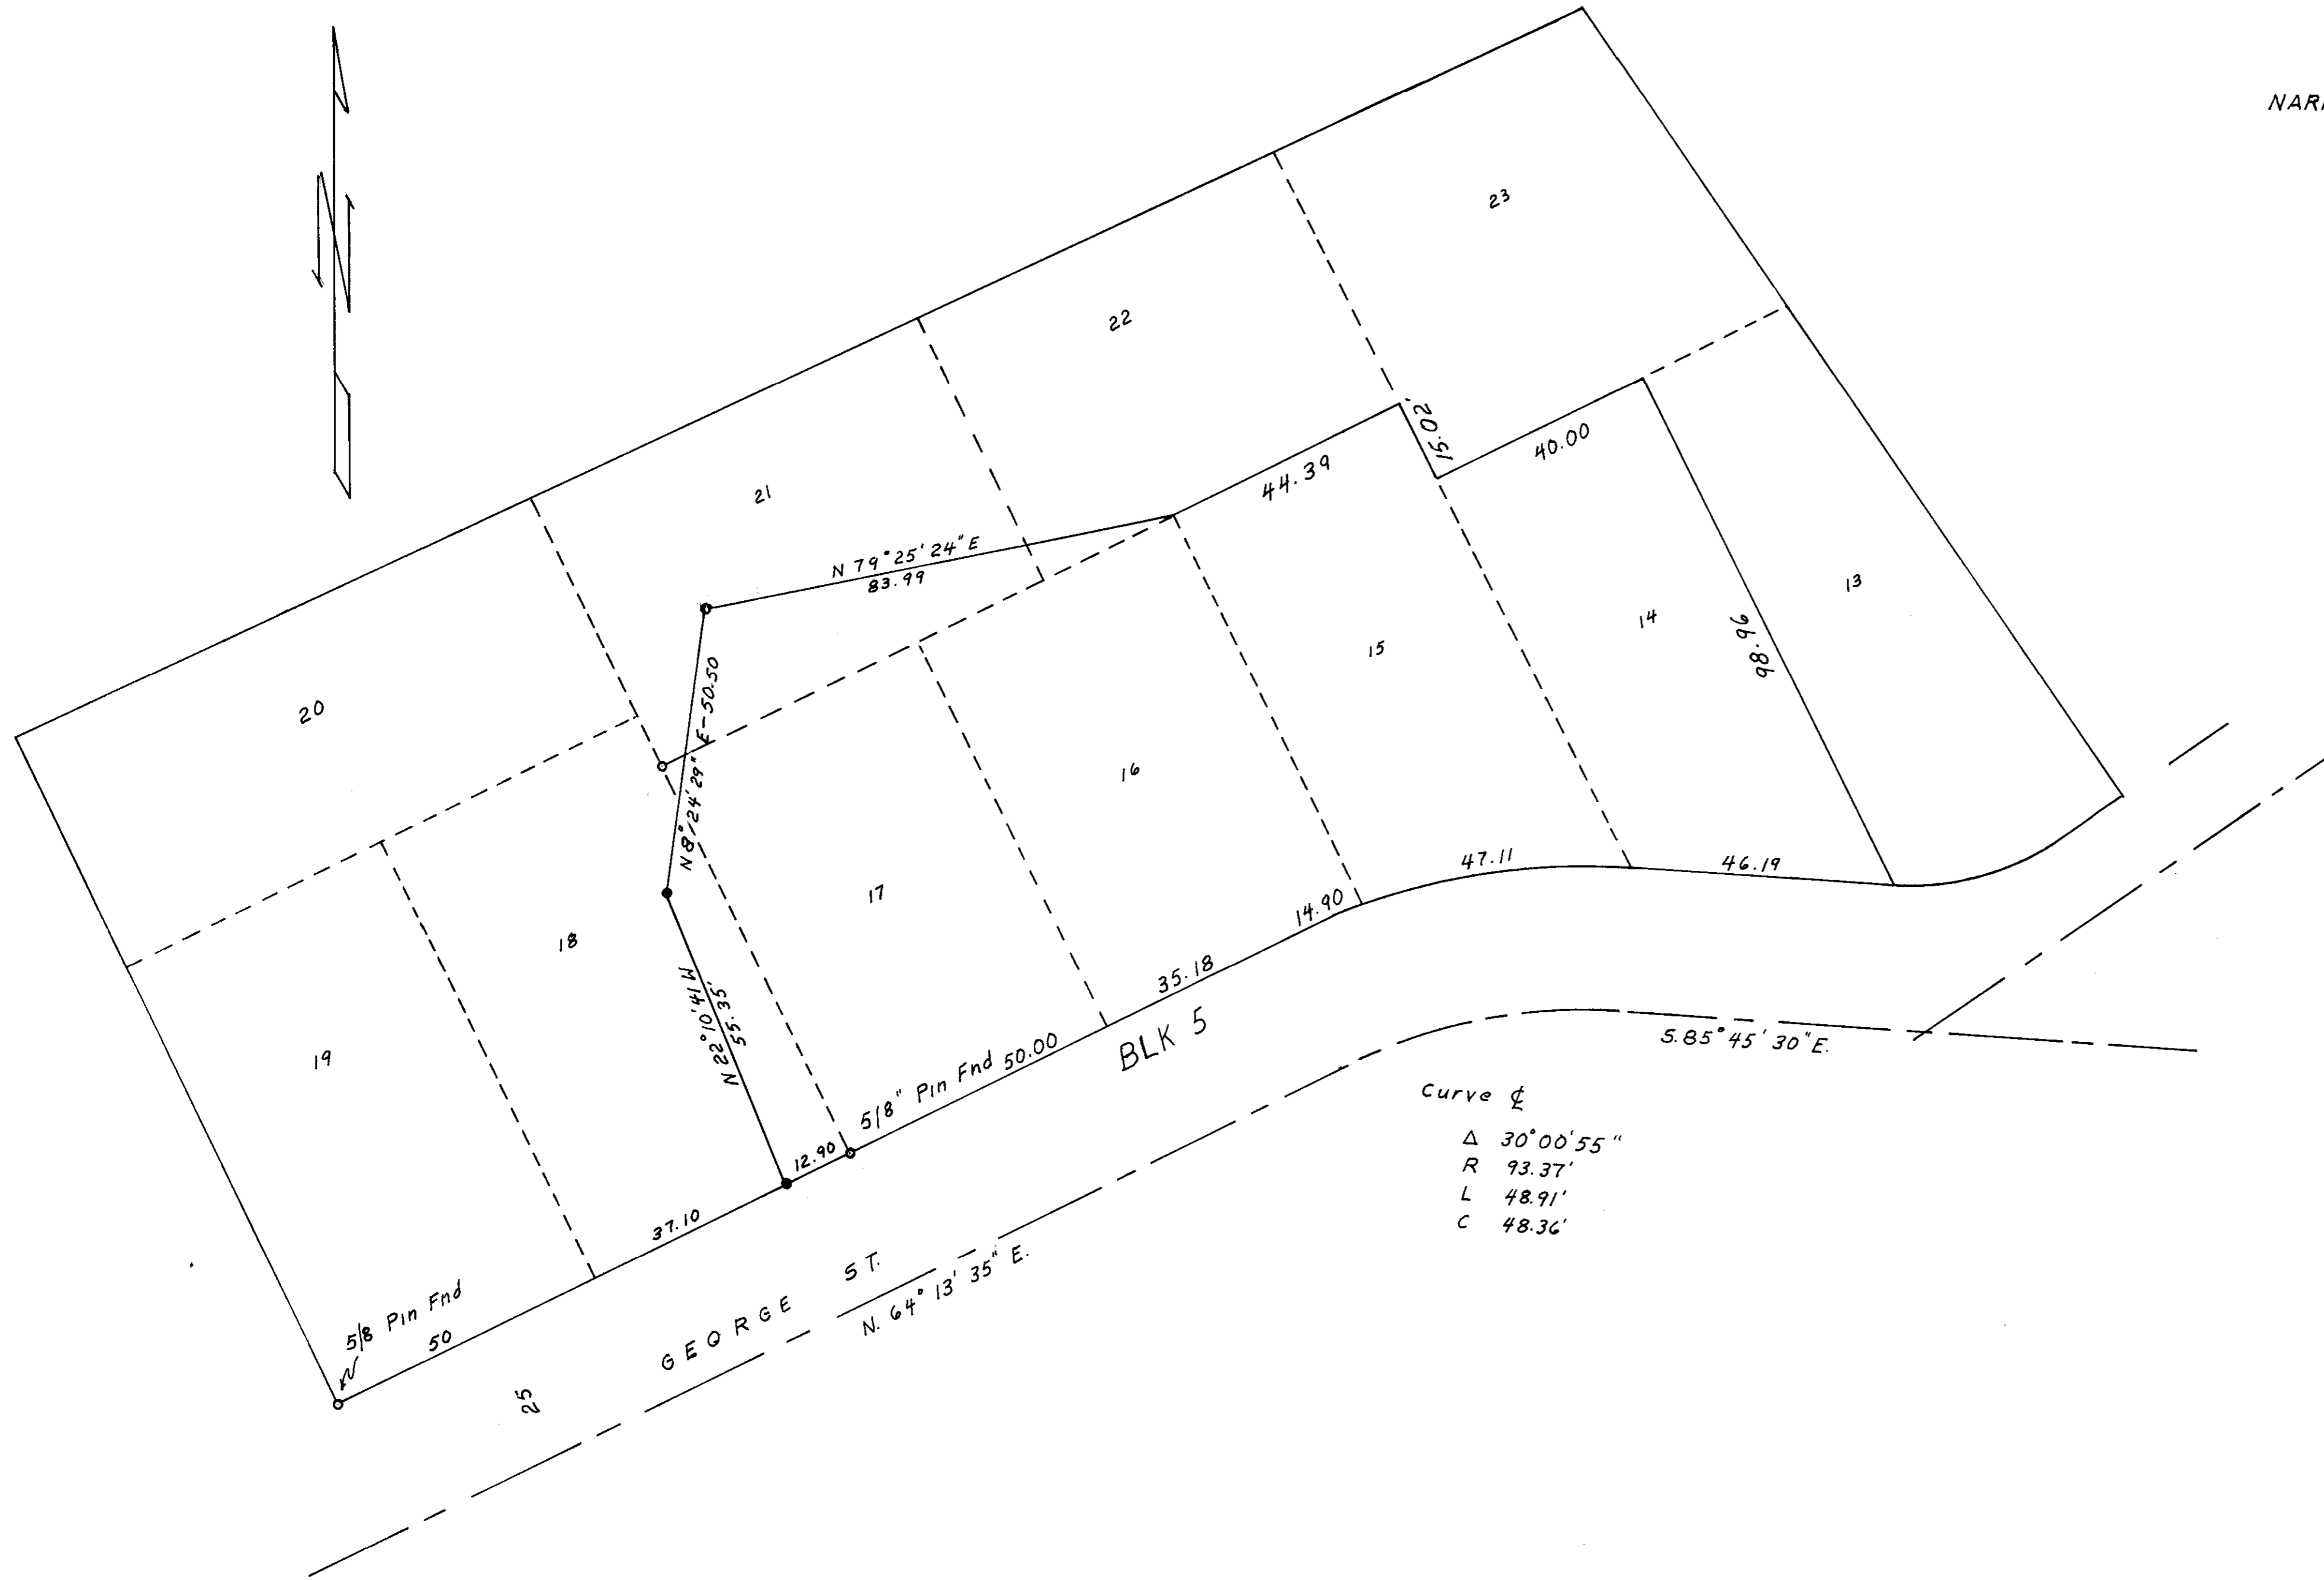 NAR
23
22
21
20
15.02'
40.00
44.39
N 79°25'24" E
83.99
13
14
98.96
15
N 8°24'29" E - 50.50
16
17
18
19
47.11
46.19
14.90
35.18
N 22°10'41 W
55.35'
BLK 5
S. 85°45'30" E.
5/8" Pin Fnd 50.00
12.90
37.10
5/8 Pin Fnd
50
25
GEORGE ST.
N. 64° 13' 35" E.
Curve ℄
Δ 30°00'55"
R 93.37'
L 48.91'
C 48.36'